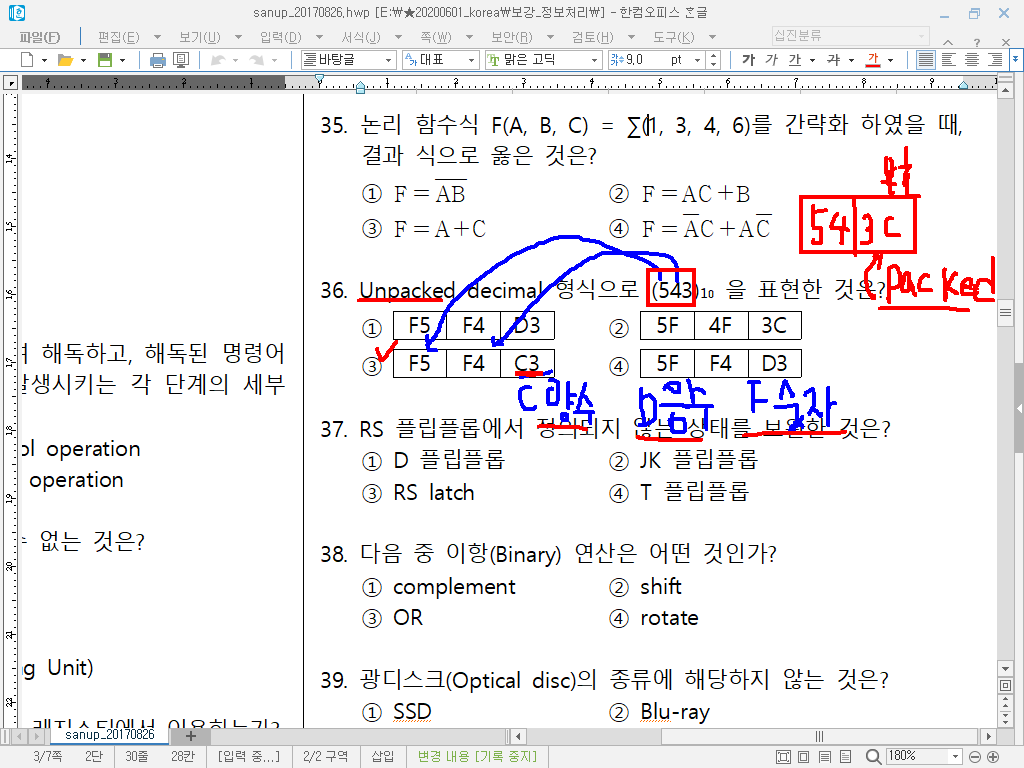 sanup_20170826.hwp [E:₩★20200601_korea₩보강_정보처리₩] - 한컴오피스 한글
파일(F) 편집(E) 보기(U) 입력(D) 서식(J) 쪽(W) 보안(R) 검토(H) 도구(K) 십진분류
바탕글 대표 맑은 고딕 9,0 pt 가 가 가 가 가
35. 논리 함수식 F(A, B, C) = ∑(1, 3, 4, 6)를 간략화 하였을 때,
결과 식으로 옳은 것은?
① F = A̅B̅ ② F = AC + B
③ F = A + C ④ F = A̅C + AC̅
부호
54 3C
packed
36. Unpacked decimal 형식으로 (543)₁₀ 을 표현한 것은?
① F5 F4 D3 ② 5F 4F 3C
③ F5 F4 C3 ④ 5F F4 D3
C 양수 D 음수 F 숫자
37. RS 플립플롭에서 정의되지 않는 상태를 보완한 것은?
① D 플립플롭 ② JK 플립플롭
③ RS latch ④ T 플립플롭
38. 다음 중 이항(Binary) 연산은 어떤 것인가?
① complement ② shift
③ OR ④ rotate
39. 광디스크(Optical disc)의 종류에 해당하지 않는 것은?
① SSD ② Blu-ray
해독하고, 해독된 명령어
발생시키는 각 단계의 세부
ol operation
operation
없는 것은?
g Unit)
레지스터에서 이용하는가?
sanup_20170826
3/7쪽 2단 30줄 28칸 [입력 중...] 2/2 구역 삽입 변경 내용 [기록 중지] 180%